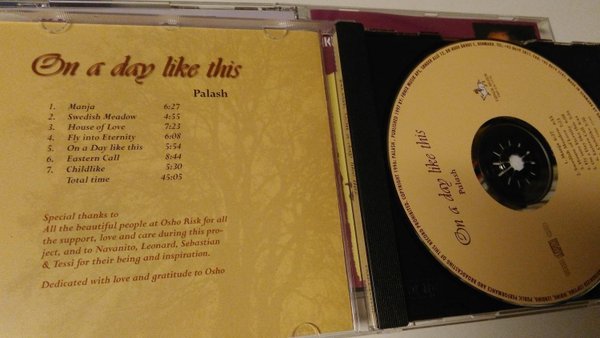 On a day like this
Palash
1. Manja 6:27
2. Swedish Meadow 4:55
3. House of Love 7:23
4. Fly into Eternity 6:08
5. On a Day like this 5:54
6. Eastern Call 8:44
7. Childlike 5:30
Total time 45:05
Special thanks to
All the beautiful people at Osho Risk for all
the support, love and care during this pro-
ject, and to Navanito, Leonard, Sebastian
& Tessi for their being and inspiration.
Dedicated with love and gratitude to Osho
On a day like this
Palash